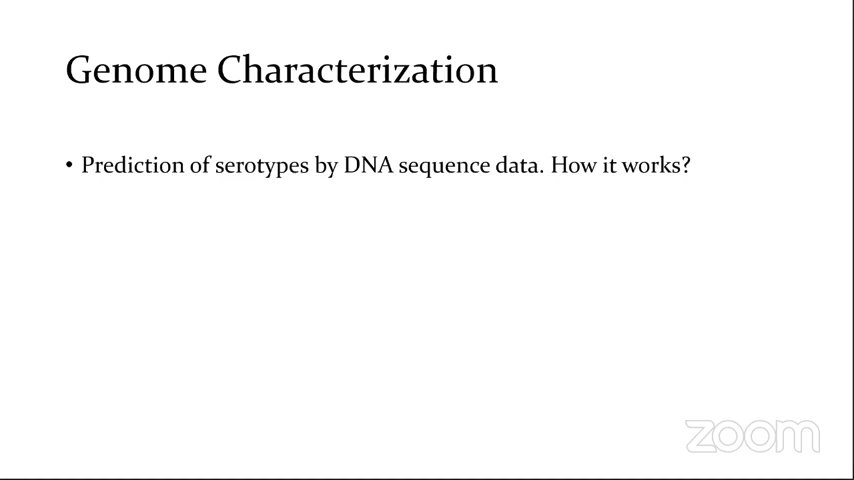 Genome Characterization
• Prediction of serotypes by DNA sequence data. How it works?
zoom